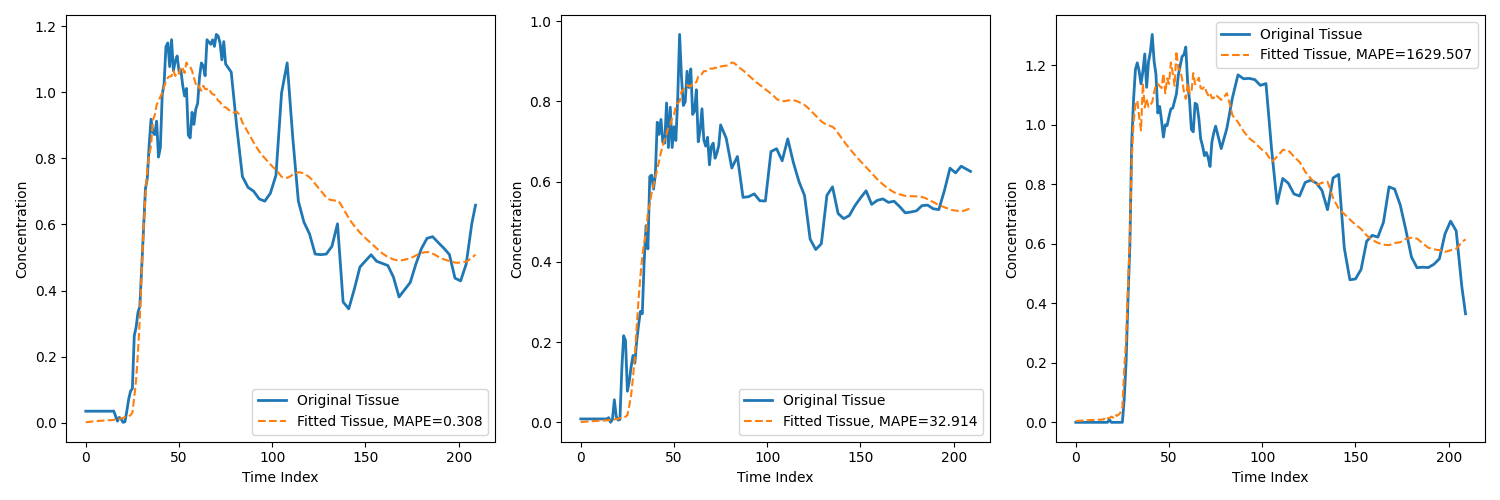 1.2
1.0
0.8
0.6
0.4
0.2
0.0
Concentration
0
50
100
150
200
Time Index
Original Tissue
Fitted Tissue, MAPE=0.308
1.0
0.8
0.6
0.4
0.2
0.0
Concentration
0
50
100
150
200
Time Index
Original Tissue
Fitted Tissue, MAPE=32.914
1.2
1.0
0.8
0.6
0.4
0.2
0.0
Concentration
0
50
100
150
200
Time Index
Original Tissue
Fitted Tissue, MAPE=1629.507